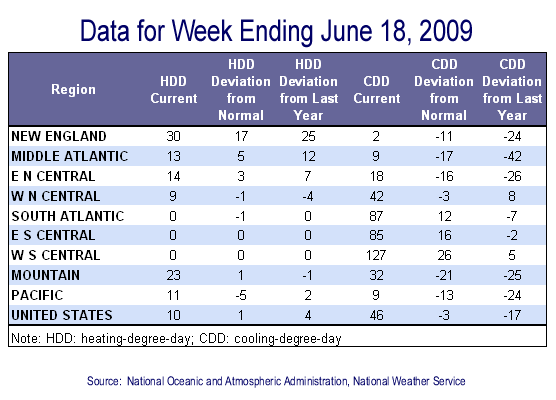 Data for Week Ending June 18, 2009
Region HDD Current HDD Deviation from Normal HDD Deviation from Last Year CDD Current CDD Deviation from Normal CDD Deviation from Last Year
NEW ENGLAND 30 17 25 2 -11 -24
MIDDLE ATLANTIC 13 5 12 9 -17 -42
E N CENTRAL 14 3 7 18 -16 -26
W N CENTRAL 9 -1 -4 42 -3 8
SOUTH ATLANTIC 0 -1 0 87 12 -7
E S CENTRAL 0 0 0 85 16 -2
W S CENTRAL 0 0 0 127 26 5
MOUNTAIN 23 1 -1 32 -21 -25
PACIFIC 11 -5 2 9 -13 -24
UNITED STATES 10 1 4 46 -3 -17
Note: HDD: heating-degree-day; CDD: cooling-degree-day
Source: National Oceanic and Atmospheric Administration, National Weather Service